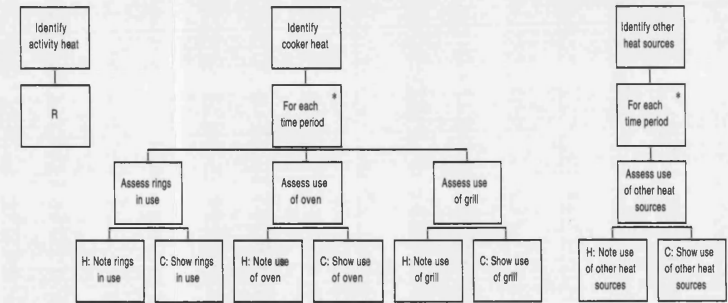 Identify
activity heat
Identify
cooker heat
Identify other
heat sources
R
For each *
time period
For each *
time period
Assess rings
in use
Assess use
of oven
Assess use
of grill
Assess use
of other heat
sources
H: Note rings
in use
C: Show rings
in use
H: Note use
of oven
C: Show use
of oven
H: Note use
of grill
C: Show use
of grill
H: Note use
of other heat
sources
C: Show use
of other heat
sources